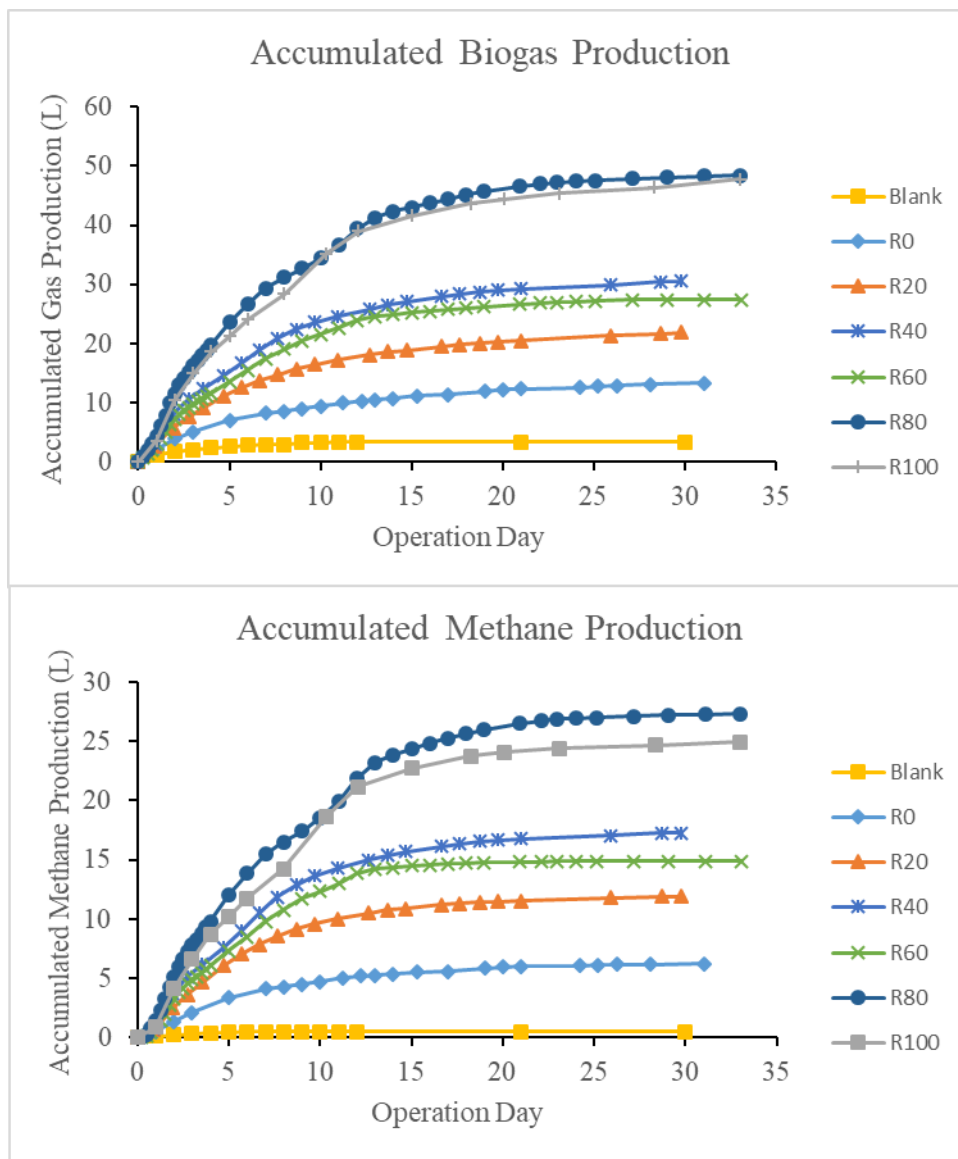 Accumulated Biogas Production
Accumulated Gas Production (L)
60
50
40
30
20
10
0
0 5 10 15 20 25 30 35
Operation Day
Blank
R0
R20
R40
R60
R80
R100
Accumulated Methane Production
Accumulated Methane Production (L)
30
25
20
15
10
5
0
0 5 10 15 20 25 30 35
Operation Day
Blank
R0
R20
R40
R60
R80
R100